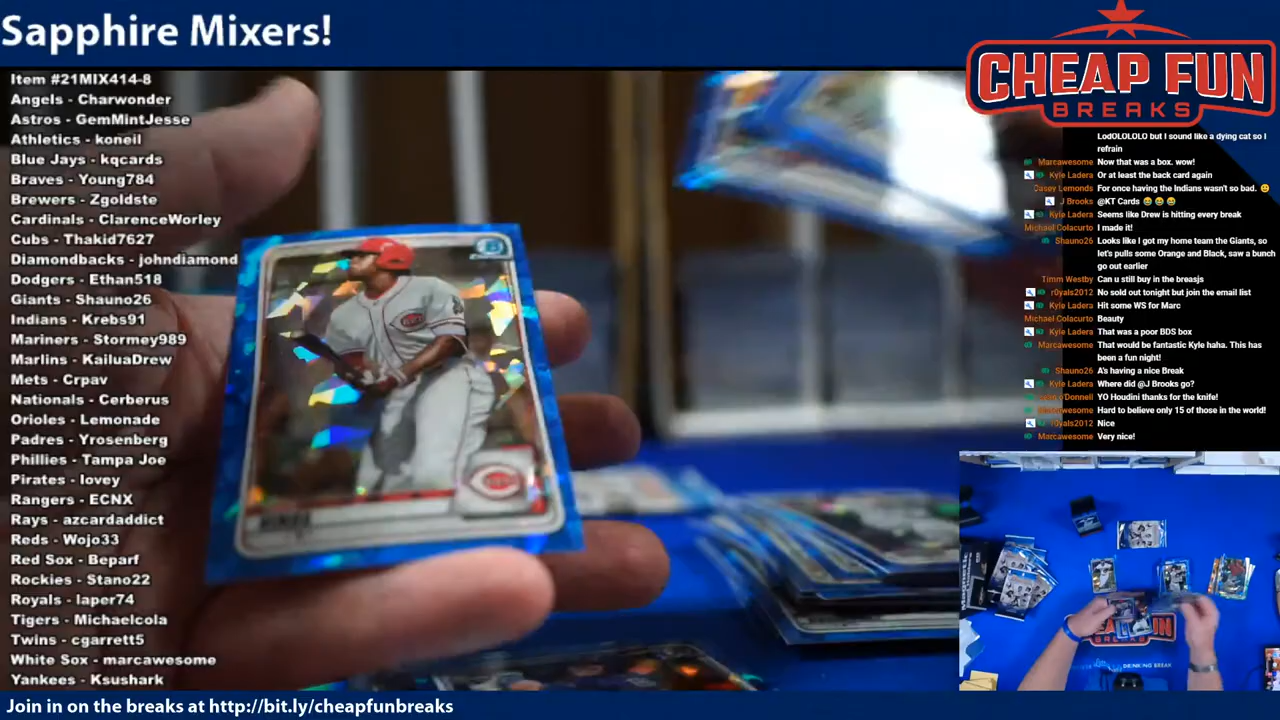 Sapphire Mixers!
Item #21MIX414-8
Angels - Charwonder
Astros - GemMintJesse
Athletics - koneil
Blue Jays - kqcards
Braves - Young784
Brewers - Zgoldste
Cardinals - ClarenceWorley
Cubs - Thakid7627
Diamondbacks - johndiamond
Dodgers - Ethan518
Giants - Shauno26
Indians - Krebs91
Mariners - Stormey989
Marlins - KailuaDrew
Mets - Crpav
Nationals - Cerberus
Orioles - Lemonade
Padres - Yrosenberg
Phillies - Tampa Joe
Pirates - lovey
Rangers - ECNX
Rays - azcardaddict
Reds - Wojo33
Red Sox - Beparf
Rockies - Stano22
Royals - laper74
Tigers - Michaelcola
Twins - cgarrett5
White Sox - marcawesome
Yankees - Ksushark
Join in on the breaks at http://bit.ly/cheapfunbreaks
CHEAP FUN
BREAKS
LodOLOLOLO but I sound like a dying cat so I
refrain
Marcawesome Now that was a box. wow!
Kyle Ladera Or at least the back card again
Casey Lemonds For once having the Indians wasn't so bad.
J Brooks @KT Cards
Kyle Ladera Seems like Drew is hitting every break
Michael Colacurto I made it!
Shauno26 Looks like I got my home team the Giants, so
let's pulls some Orange and Black, saw a bunch
go out earlier
Timm Westby Can u still buy in the breasjs
r0yals2012 No sold out tonight but join the email list
Kyle Ladera Hit some WS for Marc
Michael Colacurto Beauty
Kyle Ladera That was a poor BDS box
Marcawesome That would be fantastic Kyle haha. This has
been a fun night!
Shauno26 A's having a nice Break
Kyle Ladera Where did @J Brooks go?
O'Donnell YO Houdini thanks for the knife!
Marcawesome Hard to believe only 15 of those in the world!
r0yals2012 Nice
Marcawesome Very nice!
REDS
FUN
DRINKING BREAK